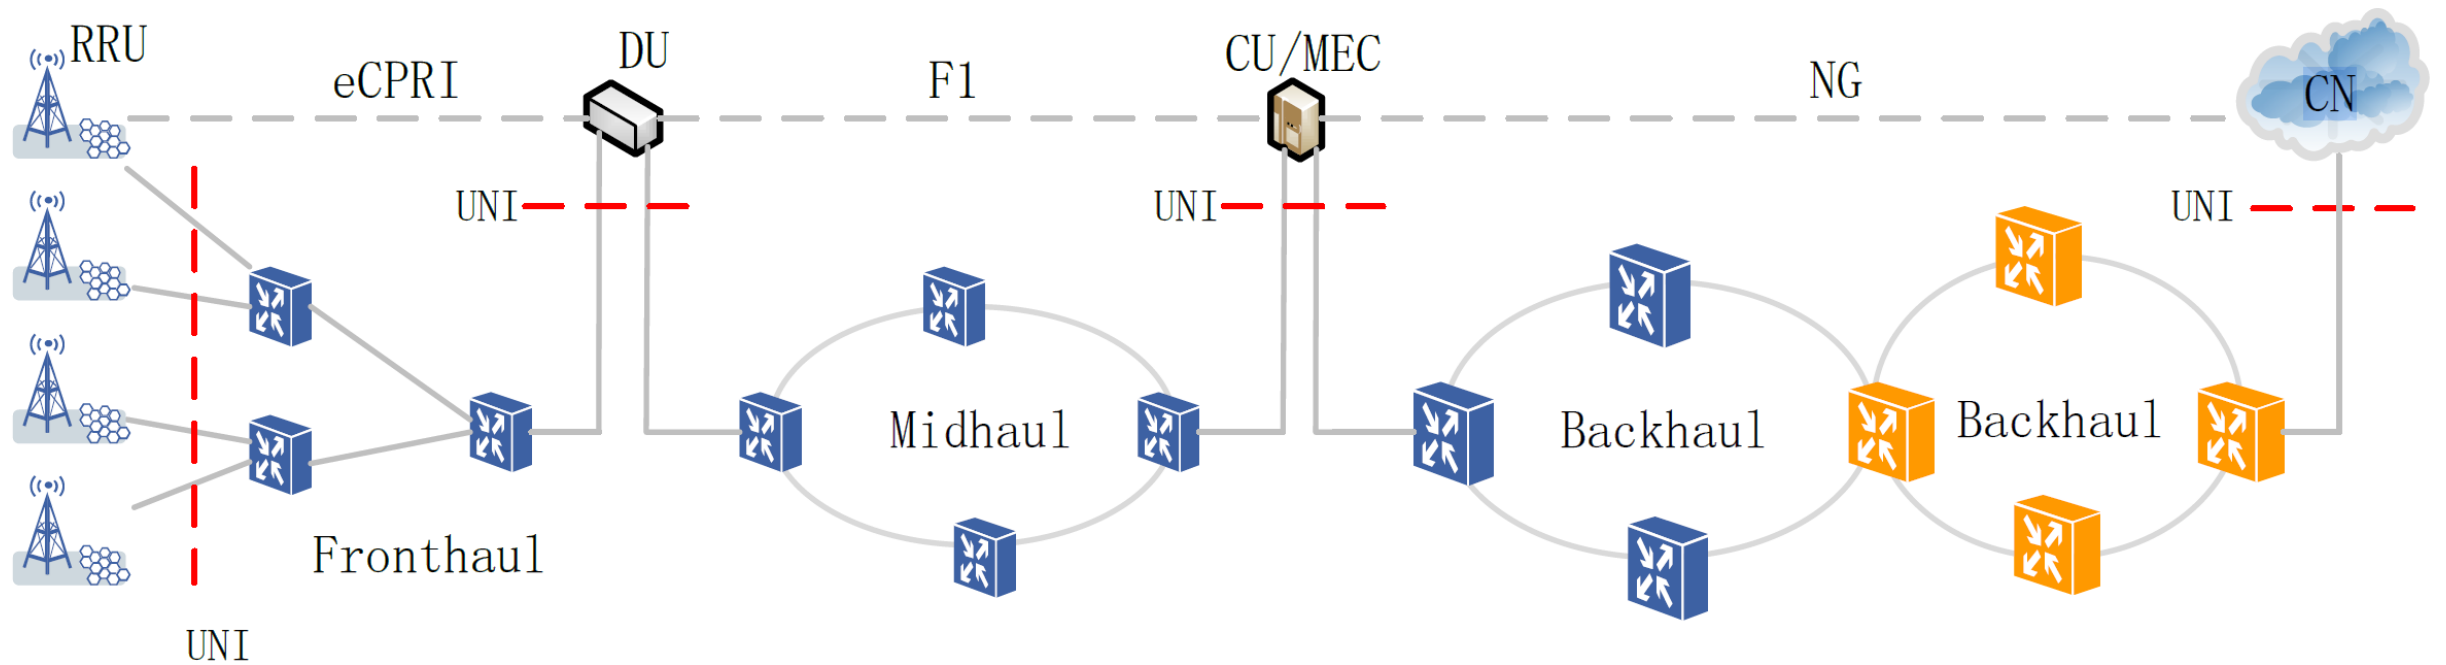 RRU
eCPRI
DU
F1
CU/MEC
NG
CN
UNI
UNI
UNI
Midhaul
Backhaul
Backhaul
Fronthaul
UNI